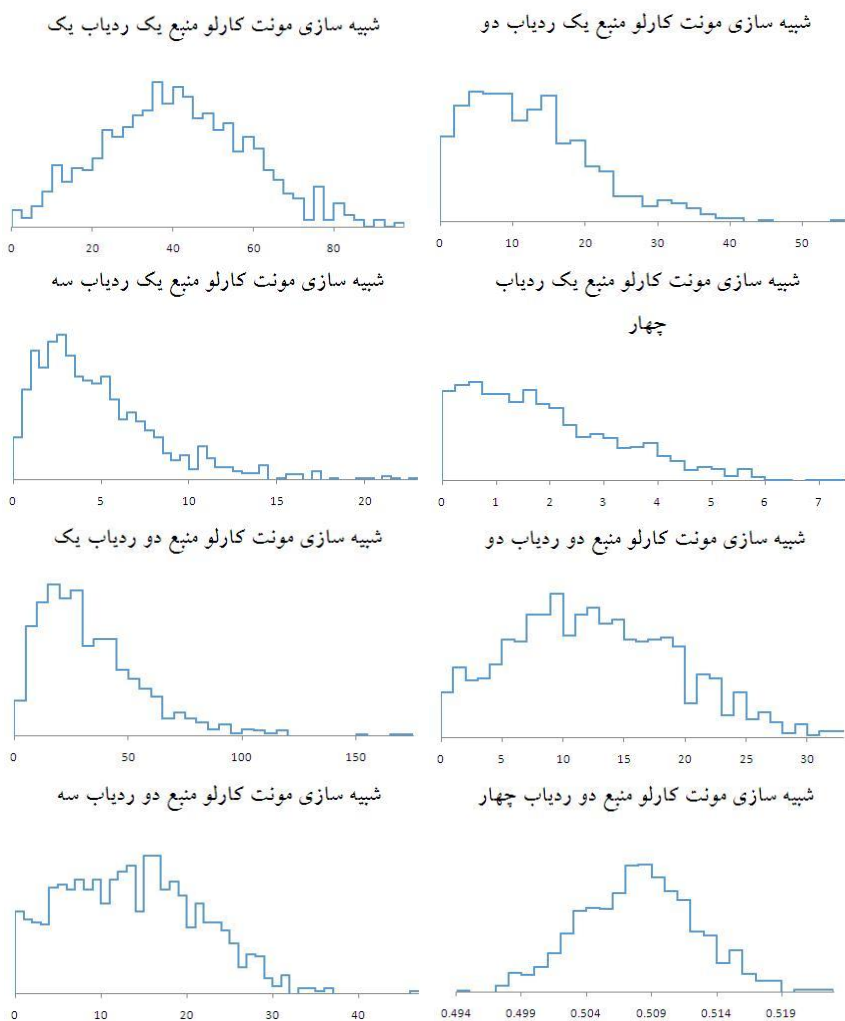 شبیه سازی مونت کارلو منبع یک ردیاب یک
شبیه سازی مونت کارلو منبع یک ردیاب دو
0 20 40 60 80
0 10 20 30 40 50
شبیه سازی مونت کارلو منبع یک ردیاب سه
شبیه سازی مونت کارلو منبع یک ردیاب
چهار
0 5 10 15 20
0 1 2 3 4 5 6 7
شبیه سازی مونت کارلو منبع دو ردیاب یک
شبیه سازی مونت کارلو منبع دو ردیاب دو
0 50 100 150
0 5 10 15 20 25 30
شبیه سازی مونت کارلو منبع دو ردیاب سه
شبیه سازی مونت کارلو منبع دو ردیاب چهار
0 10 20 30 40
0.494 0.499 0.504 0.509 0.514 0.519